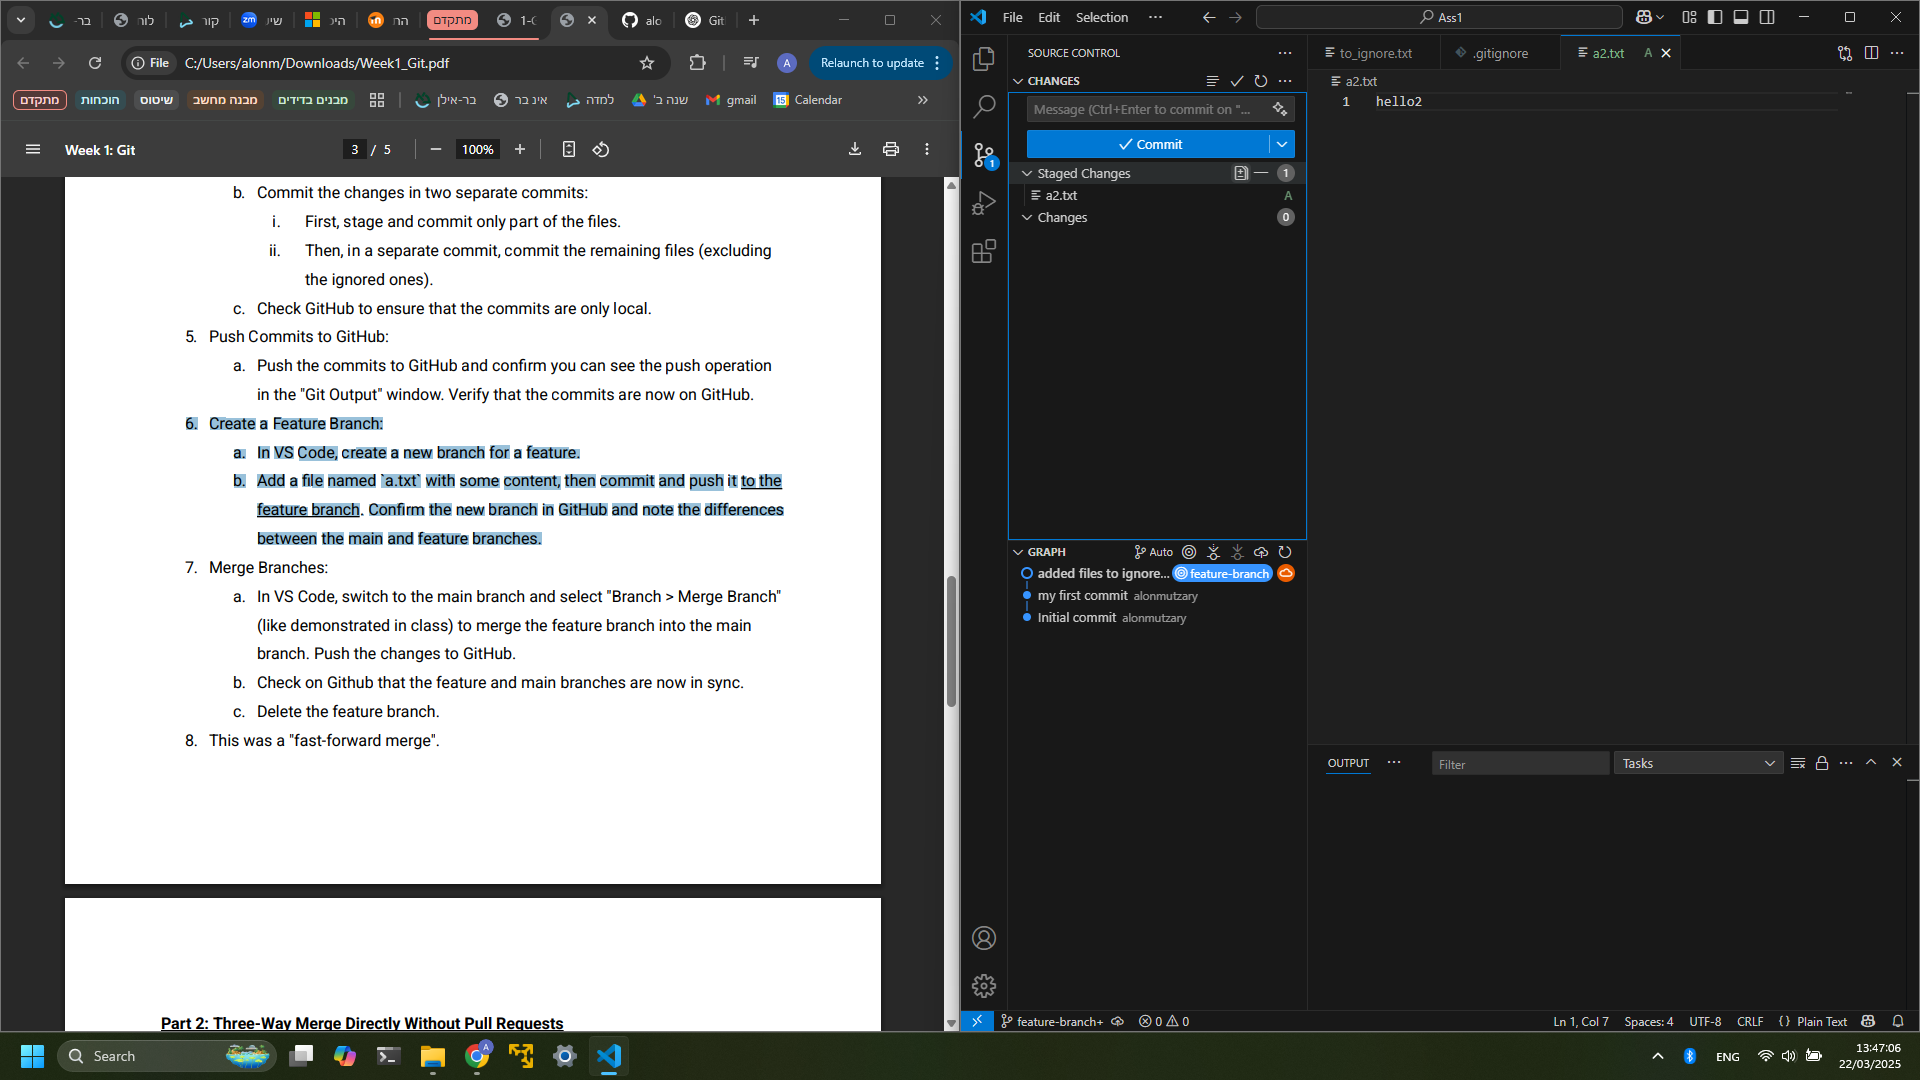 בר-
לוח
קור
zm שיע
היכ
הת
מתקדם
1-C
alo
Git
File
C:/Users/alonm/Downloads/Week1_Git.pdf
A
Relaunch to update
מתקדם
הוכחות
שיטוט
מבנה מחשב
מבנים בדידים
בר-אילן
אינ בר
למדה
שנה ב'
gmail
Calendar
Week 1: Git
3 / 5
100%
b. Commit the changes in two separate commits:
i. First, stage and commit only part of the files.
ii. Then, in a separate commit, commit the remaining files (excluding
the ignored ones).
c. Check GitHub to ensure that the commits are only local.
5. Push Commits to GitHub:
a. Push the commits to GitHub and confirm you can see the push operation
in the "Git Output" window. Verify that the commits are now on GitHub.
6. Create a Feature Branch:
a. In VS Code, create a new branch for a feature.
b. Add a file named `a.txt` with some content, then commit and push it to the
feature branch. Confirm the new branch in GitHub and note the differences
between the main and feature branches.
7. Merge Branches:
a. In VS Code, switch to the main branch and select "Branch > Merge Branch"
(like demonstrated in class) to merge the feature branch into the main
branch. Push the changes to GitHub.
b. Check on Github that the feature and main branches are now in sync.
c. Delete the feature branch.
8. This was a "fast-forward merge".
Part 2: Three-Way Merge Directly Without Pull Requests
File Edit Selection ···
Ass1
SOURCE CONTROL
CHANGES
Message (Ctrl+Enter to commit on "...
Commit
Staged Changes 1
a2.txt A
Changes 0
1
GRAPH
Auto
added files to ignore... feature-branch
my first commit alonmutzary
Initial commit alonmutzary
to_ignore.txt
.gitignore
a2.txt A
a2.txt
1 hello2
OUTPUT
Filter
Tasks
feature-branch+
0 0
Ln 1, Col 7
Spaces: 4
UTF-8
CRLF
{ } Plain Text
Search
A
ENG
13:47:06
22/03/2025